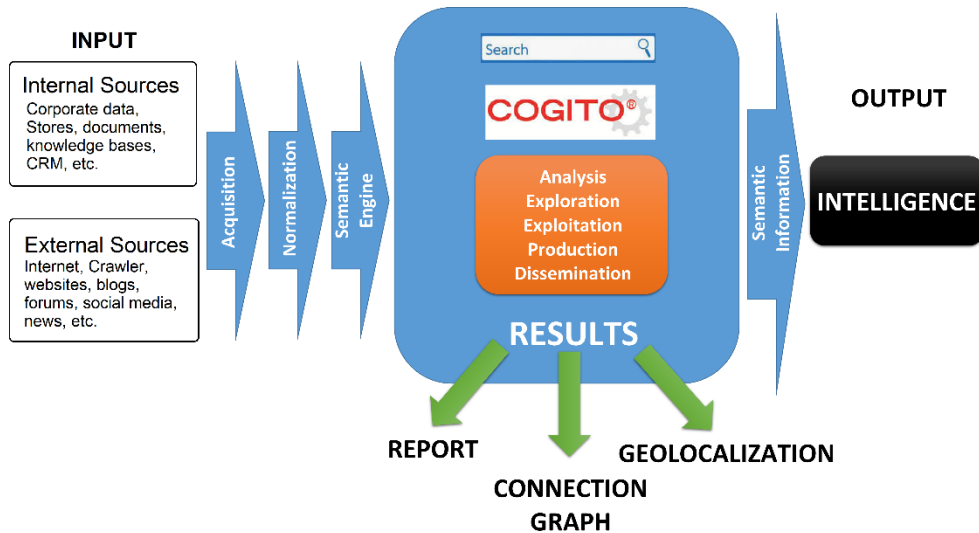 INPUT
Internal Sources
Corporate data,
Stores, documents,
knowledge bases,
CRM, etc.
External Sources
Internet, Crawler,
websites, blogs,
forums, social media,
news, etc.
Acquisition
Normalization
Semantic
Engine
Search
COGITO®
Analysis
Exploration
Exploitation
Production
Dissemination
RESULTS
REPORT
CONNECTION
GRAPH
GEOLOCALIZATION
Semantic
Information
OUTPUT
INTELLIGENCE